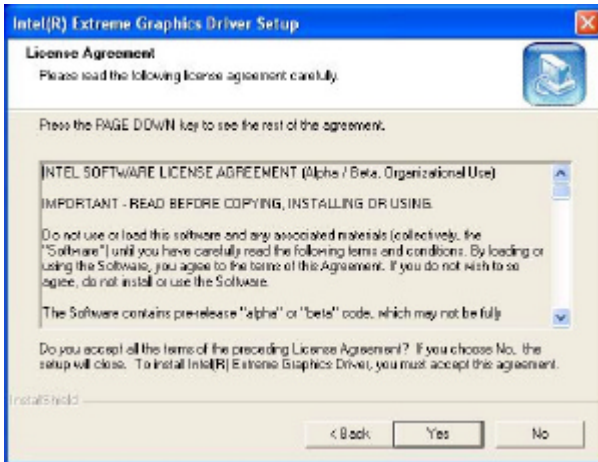 Intel(R) Extreme Graphics Driver Setup
License Agreement
Please read the following license agreement carefully.
Press the PAGE DOWN key to see the rest of the agreement.
INTEL SOFTWARE LICENSE AGREEMENT (Alpha / Beta, Organizational Use)
IMPORTANT - READ BEFORE COPYING, INSTALLING OR USING.
Do not use or load this software and any associated materials (collectively, the
"Software") until you have carefully read the following terms and conditions. By loading or
using the Software, you agree to the terms of this Agreement. If you do not wish to so
agree, do not install or use the Software.
The Software contains pre-release "alpha" or "beta" code, which may not be fully
Do you accept all the terms of the preceding License Agreement? If you choose No, the
setup will close. To install Intel(R) Extreme Graphics Driver, you must accept this agreement.
InstallShield
< Back
Yes
No